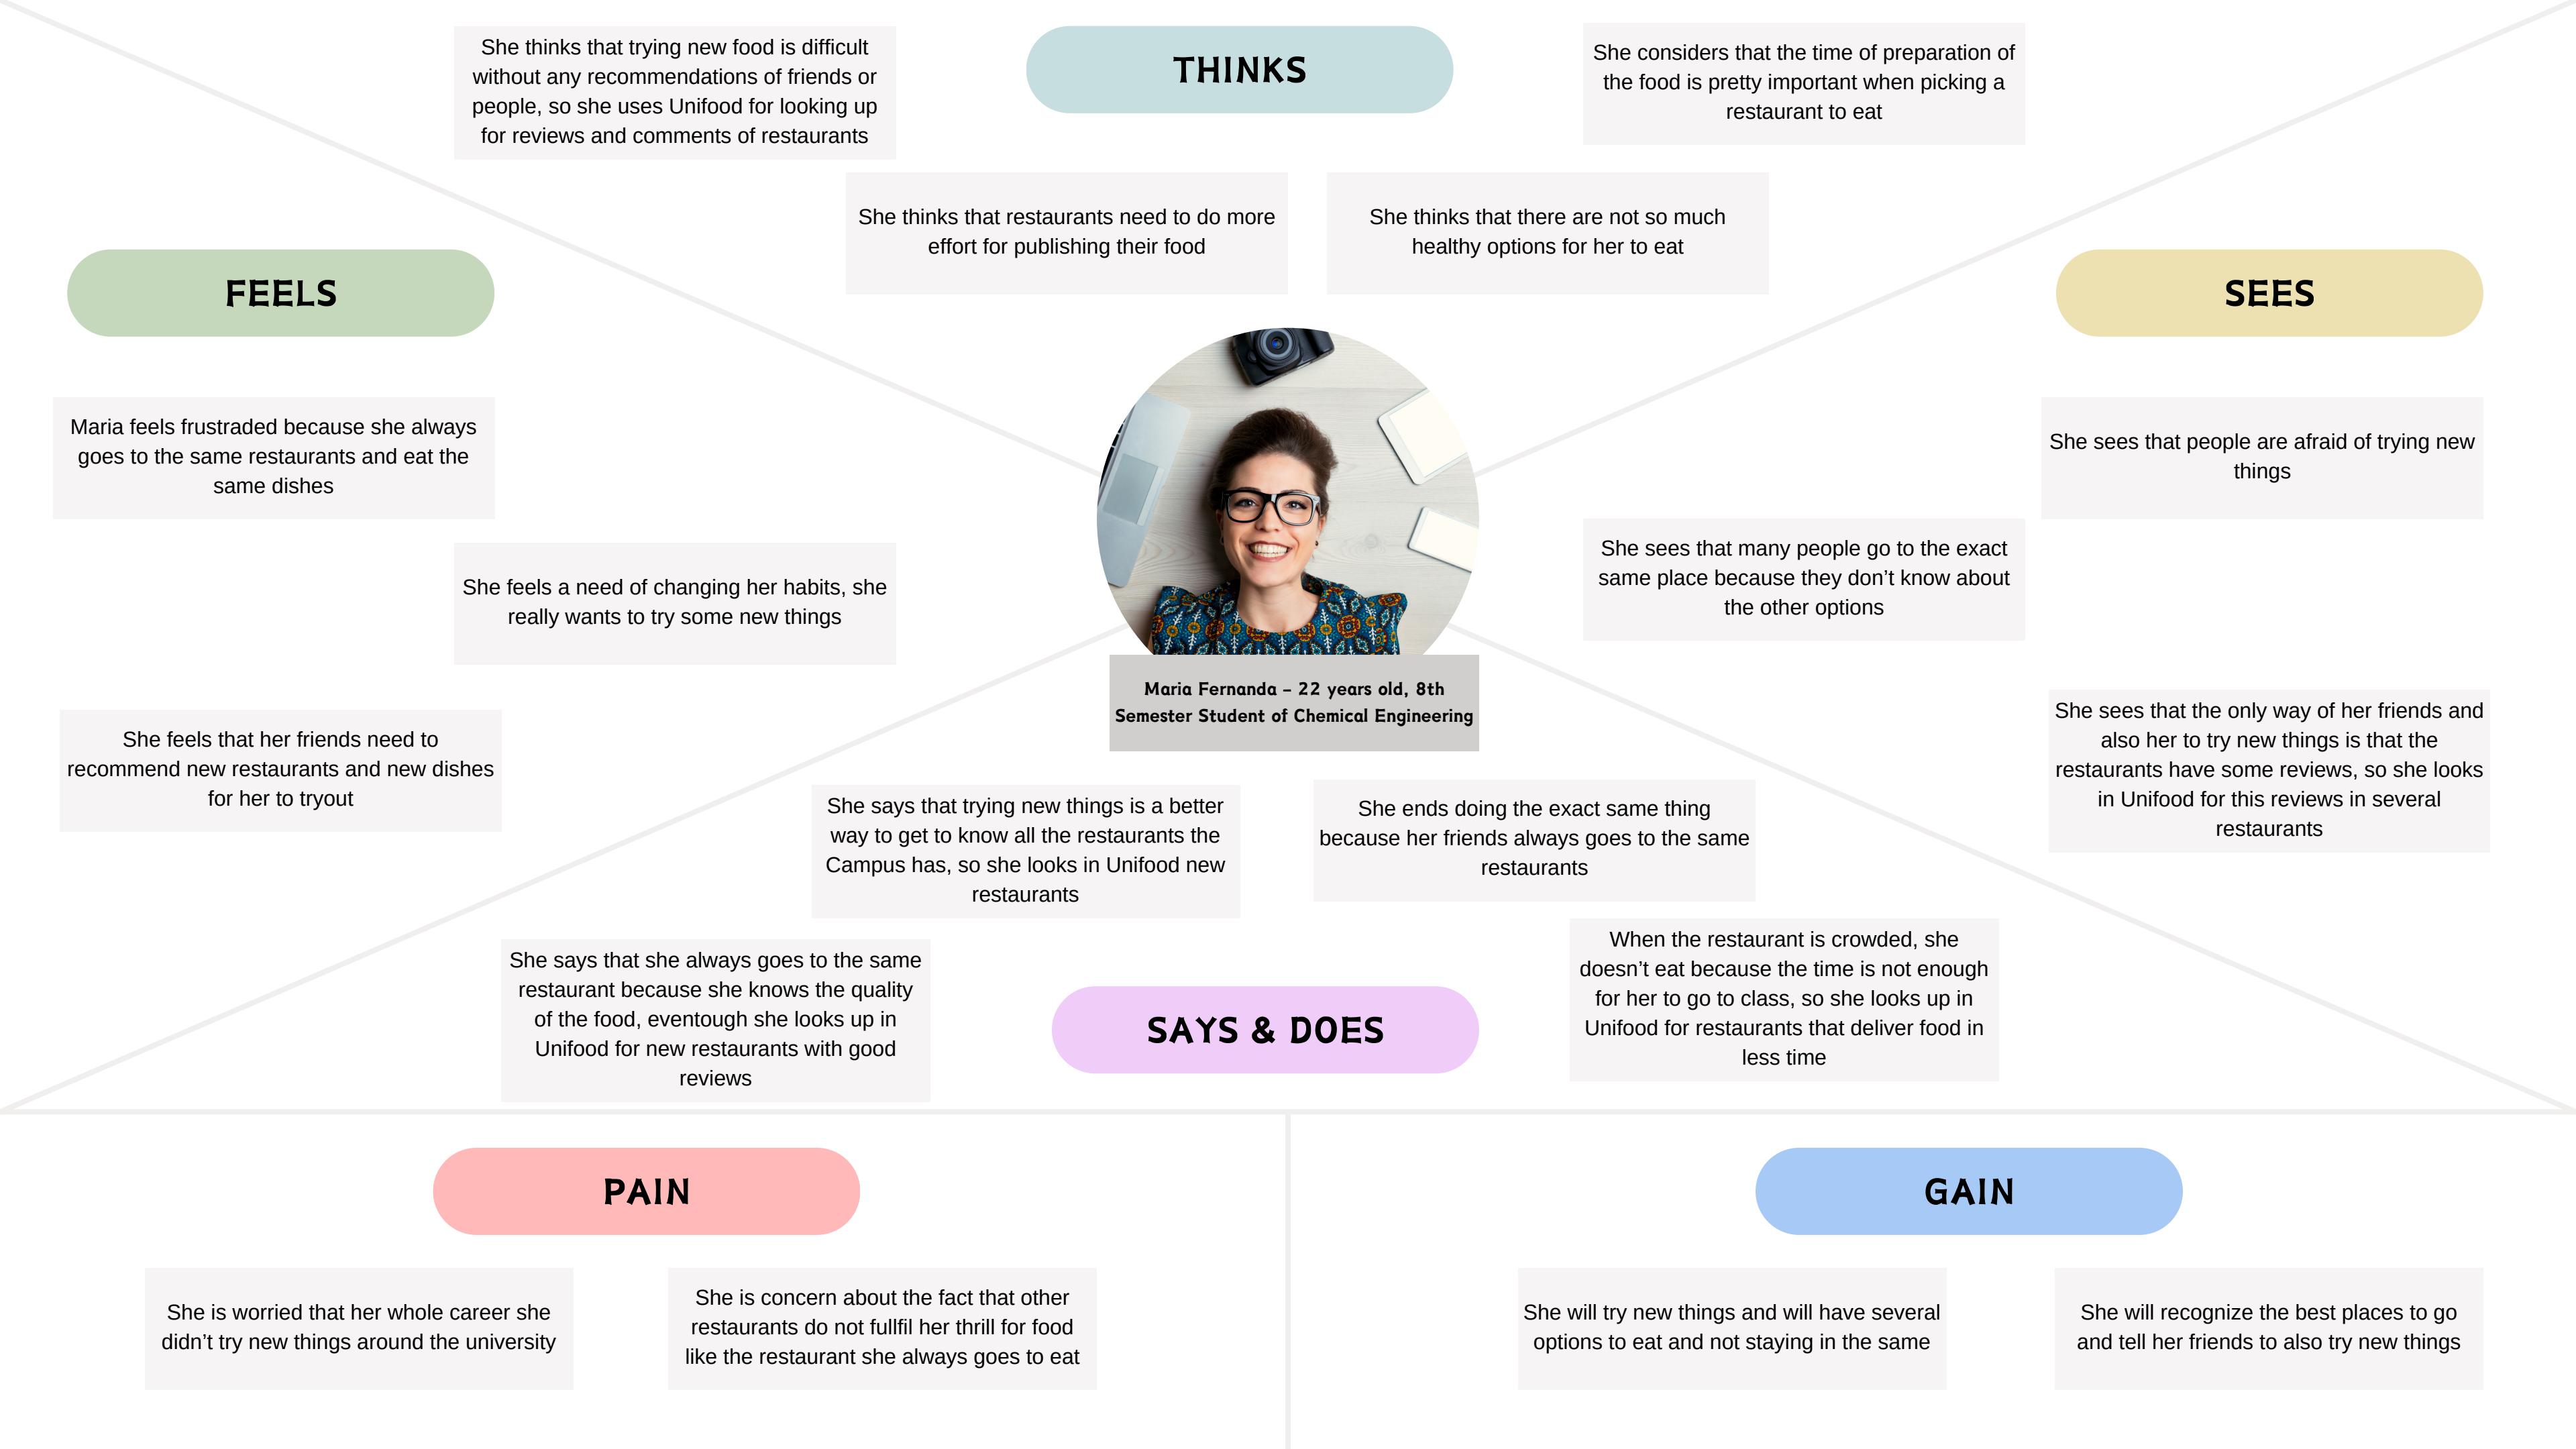 THINKS
She thinks that trying new food is difficult
without any recommendations of friends or
people, so she uses Unifood for looking up
for reviews and comments of restaurants
She considers that the time of preparation of
the food is pretty important when picking a
restaurant to eat
She thinks that restaurants need to do more
effort for publishing their food
She thinks that there are not so much
healthy options for her to eat
FEELS
Maria feels frustraded because she always
goes to the same restaurants and eat the
same dishes
She feels a need of changing her habits, she
really wants to try some new things
She feels that her friends need to
recommend new restaurants and new dishes
for her to tryout
SEES
She sees that people are afraid of trying new
things
She sees that many people go to the exact
same place because they don’t know about
the other options
She sees that the only way of her friends and
also her to try new things is that the
restaurants have some reviews, so she looks
in Unifood for this reviews in several
restaurants
Maria Fernanda – 22 years old, 8th
Semester Student of Chemical Engineering
She says that trying new things is a better
way to get to know all the restaurants the
Campus has, so she looks in Unifood new
restaurants
She ends doing the exact same thing
because her friends always goes to the same
restaurants
She says that she always goes to the same
restaurant because she knows the quality
of the food, eventough she looks up in
Unifood for new restaurants with good
reviews
SAYS & DOES
When the restaurant is crowded, she
doesn’t eat because the time is not enough
for her to go to class, so she looks up in
Unifood for restaurants that deliver food in
less time
PAIN
She is worried that her whole career she
didn’t try new things around the university
She is concern about the fact that other
restaurants do not fullfil her thrill for food
like the restaurant she always goes to eat
GAIN
She will try new things and will have several
options to eat and not staying in the same
She will recognize the best places to go
and tell her friends to also try new things